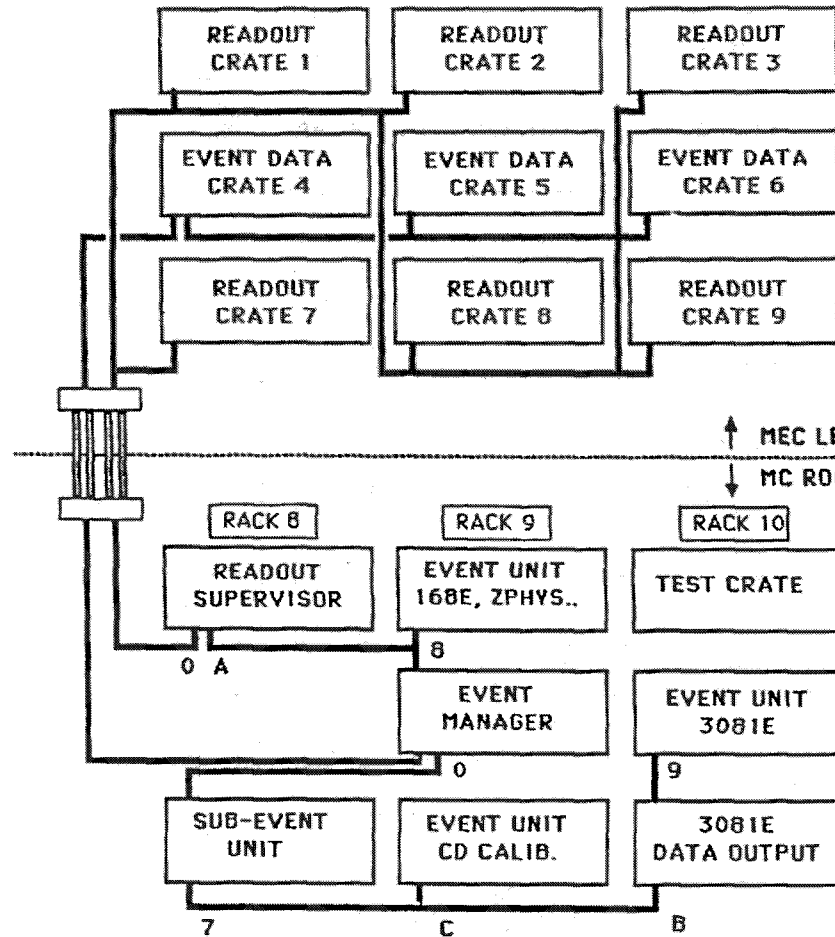 READOUT
CRATE 1
READOUT
CRATE 2
READOUT
CRATE 3
EVENT DATA
CRATE 4
EVENT DATA
CRATE 5
EVENT DATA
CRATE 6
READOUT
CRATE 7
READOUT
CRATE 8
READOUT
CRATE 9
MEC LE
MC RO
RACK 8
RACK 9
RACK 10
READOUT
SUPERVISOR
EVENT UNIT
168E, ZPHYS..
TEST CRATE
0 A
8
EVENT
MANAGER
EVENT UNIT
3081E
0
9
SUB-EVENT
UNIT
EVENT UNIT
CD CALIB.
3081E
DATA OUTPUT
7
C
B